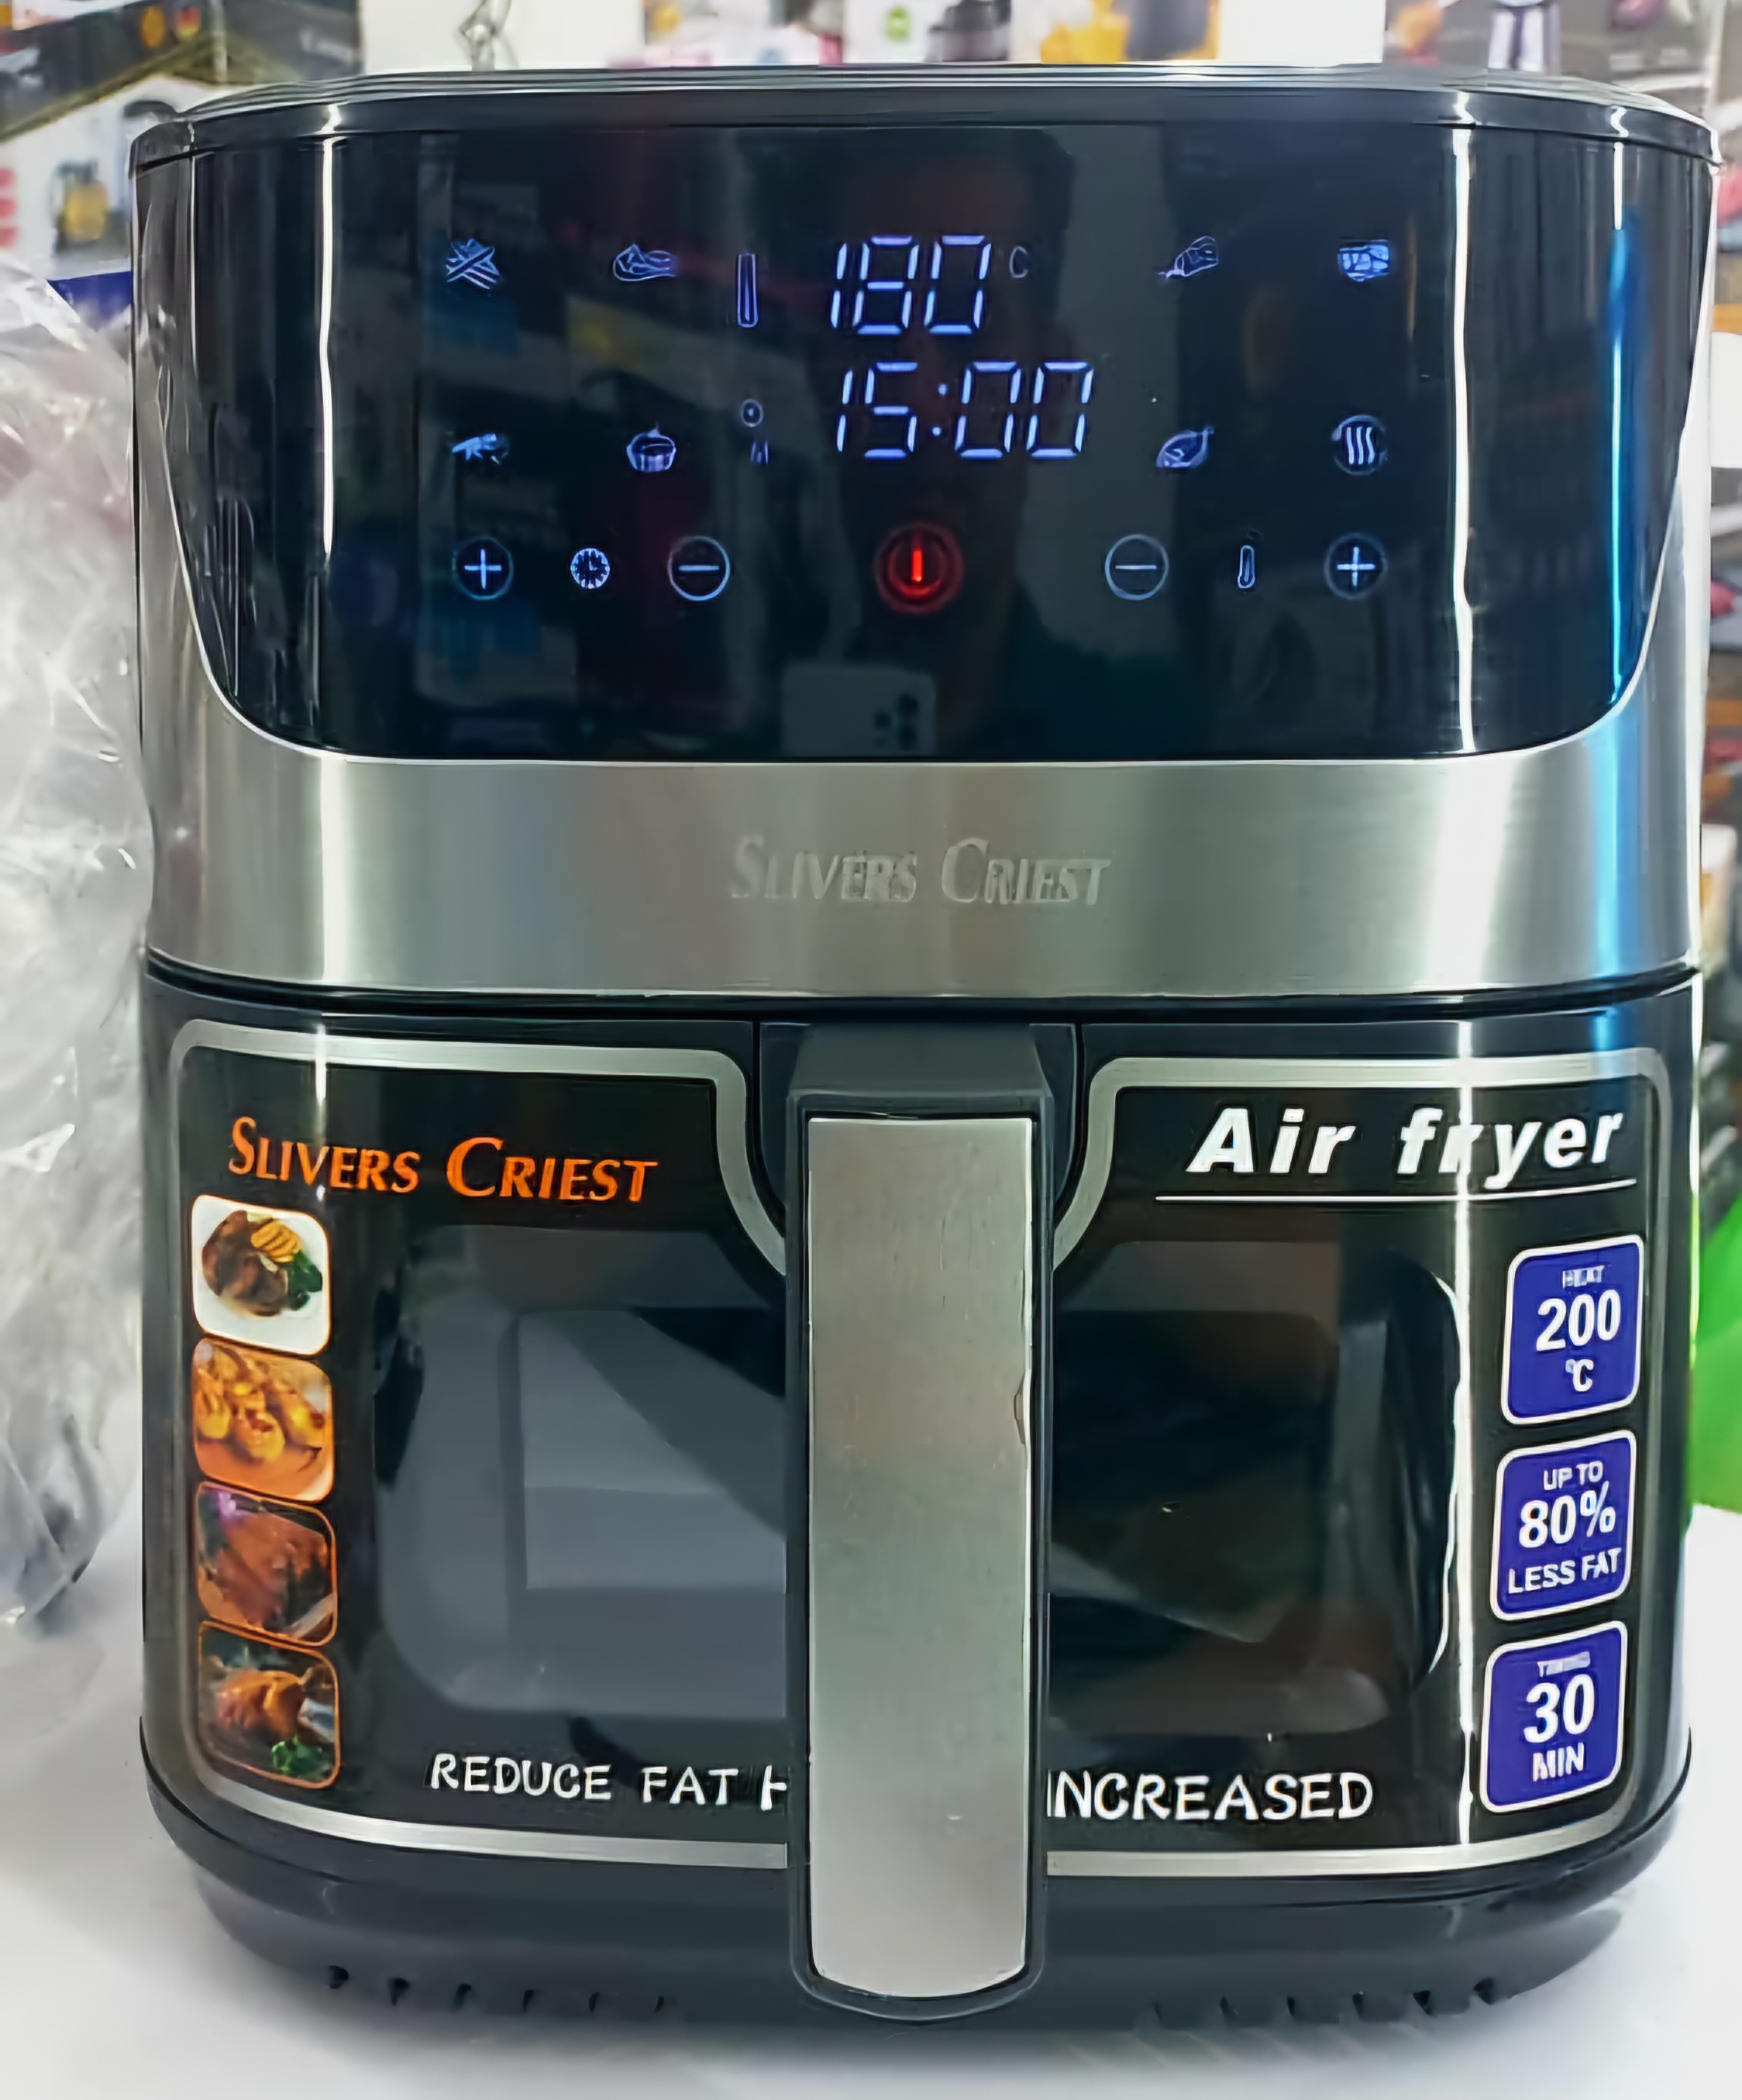 180 C
15:00
SLIVERS CRIEST
SLIVERS CRIEST
Air fryer
HEAT
200
℃
UP TO
80%
LESS FAT
30
MIN
REDUCE FAT
INCREASED